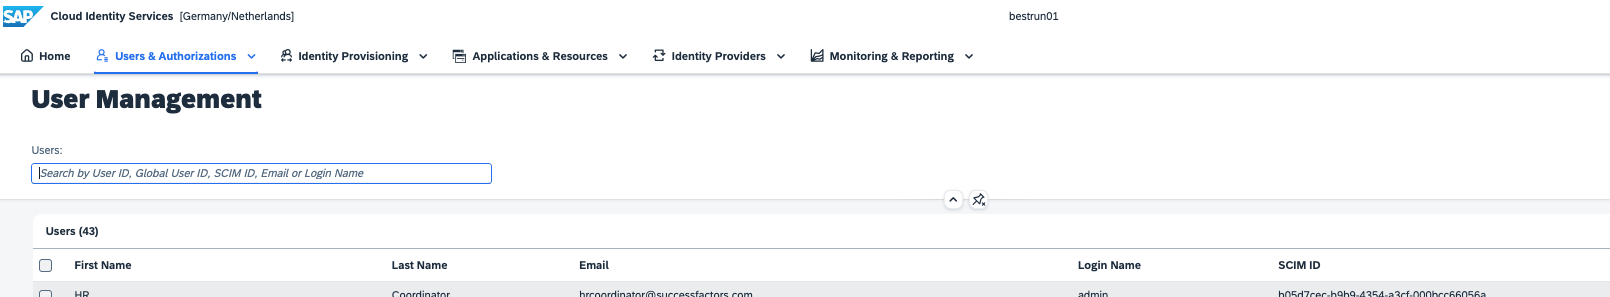 SAP Cloud Identity Services [Germany/Netherlands] bestrun01
Home Users & Authorizations Identity Provisioning Applications & Resources Identity Providers Monitoring & Reporting
User Management
Users:
Search by User ID, Global User ID, SCIM ID, Email or Login Name
Users (43)
First Name Last Name Email Login Name SCIM ID
HR Coordinator hrcoordinator@successfactors.com admin b05d7cec-b9b9-4354-a3cf-000bcc66056a